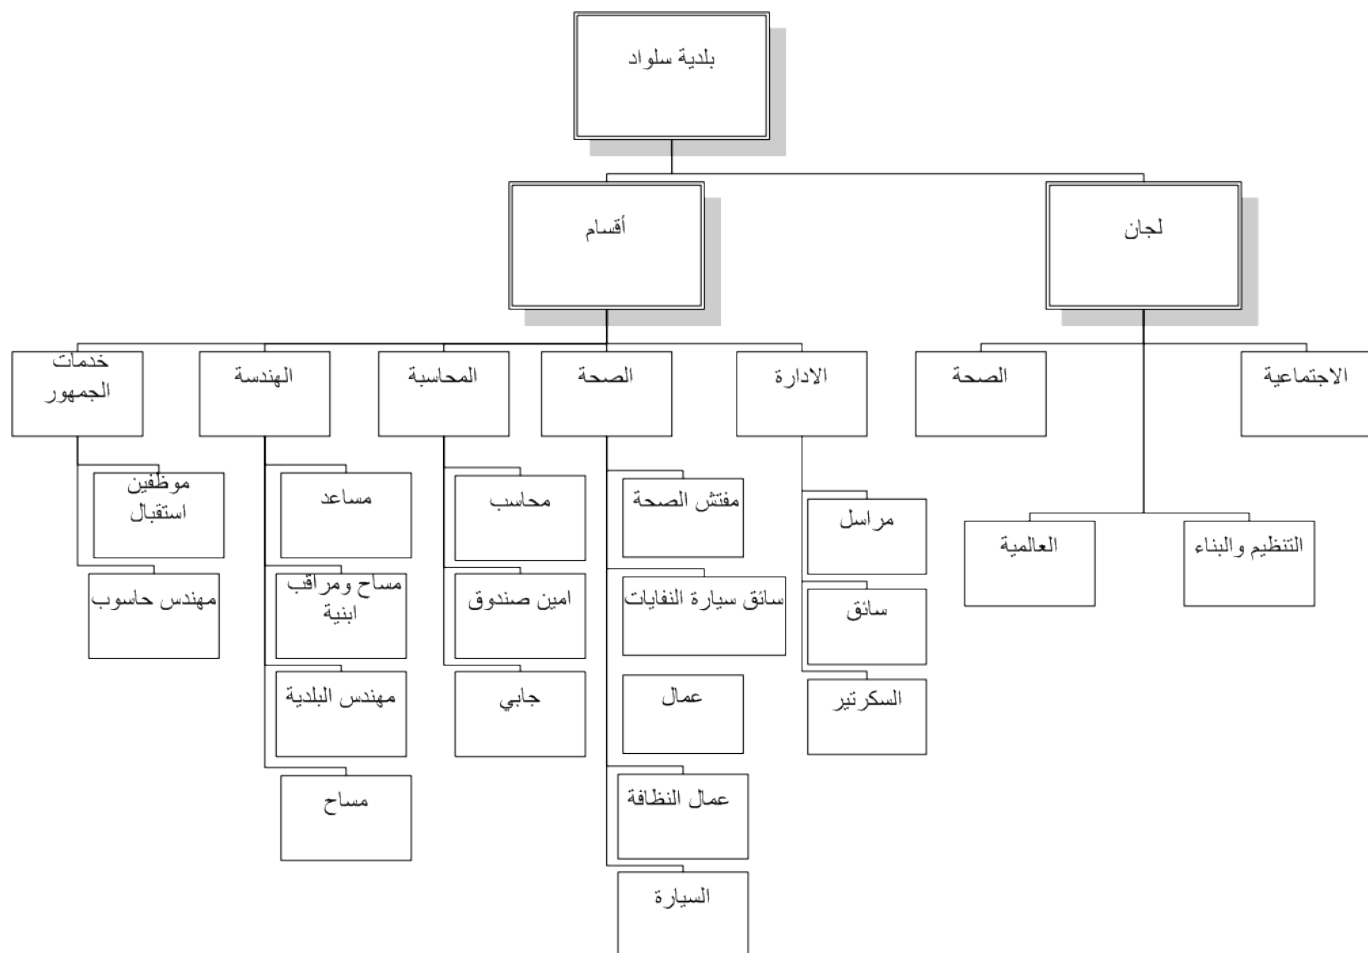 بلدية سلواد
لجان
أقسام
الاجتماعية
الصحة
التنظيم والبناء
العالمية
الادارة
مراسل
سائق
السكرتير
الصحة
مفتش الصحة
سائق سيارة النفايات
عمال
عمال النظافة
السيارة
المحاسبة
محاسب
امين صندوق
جابي
الهندسة
مساعد
مساح ومراقب
ابنية
مهندس البلدية
مساح
خدمات
الجمهور
موظفين
استقبال
مهندس حاسوب